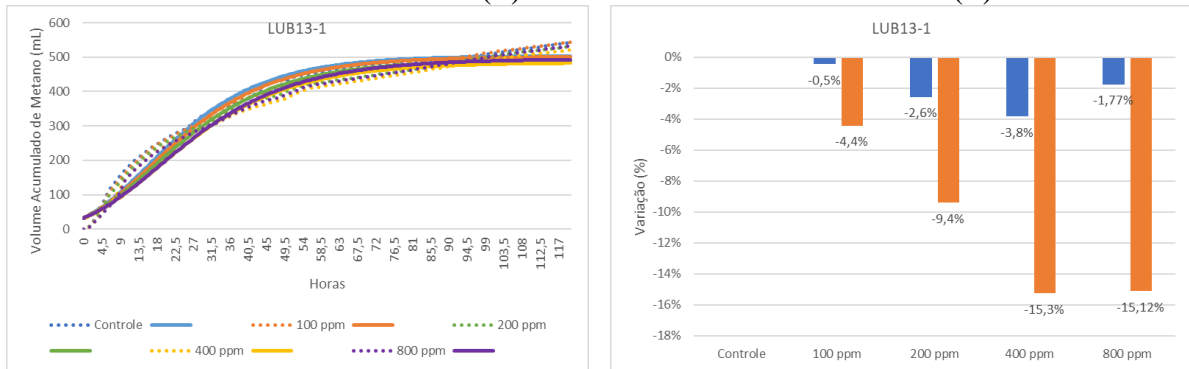 LUB13-1
Volume Acumulado de Metano (mL)
600
500
400
300
200
100
0
0 4,5 9 13,5 18 22,5 27 31,5 36 40,5 45 49,5 54 58,5 63 67,5 72 76,5 81 85,5 90 94,5 99 103,5 108 112,5 117
Horas
Controle 100 ppm 200 ppm
400 ppm 800 ppm
LUB13-1
Variação (%)
0%
-2%
-4%
-6%
-8%
-10%
-12%
-14%
-16%
-18%
-0,5%
-4,4%
-2,6%
-9,4%
-3,8%
-15,3%
-1,77%
-15,12%
Controle 100 ppm 200 ppm 400 ppm 800 ppm